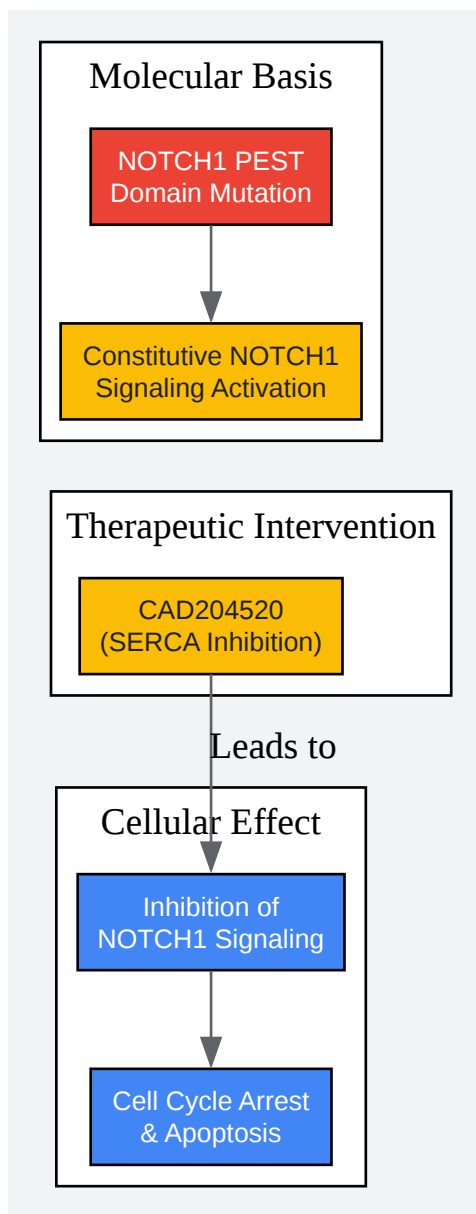 Molecular Basis
NOTCH1 PEST
Domain Mutation
Constitutive NOTCH1
Signaling Activation
Therapeutic Intervention
CAD204520
(SERCA Inhibition)
Leads to
Cellular Effect
Inhibition of
NOTCH1 Signaling
Cell Cycle Arrest
& Apoptosis